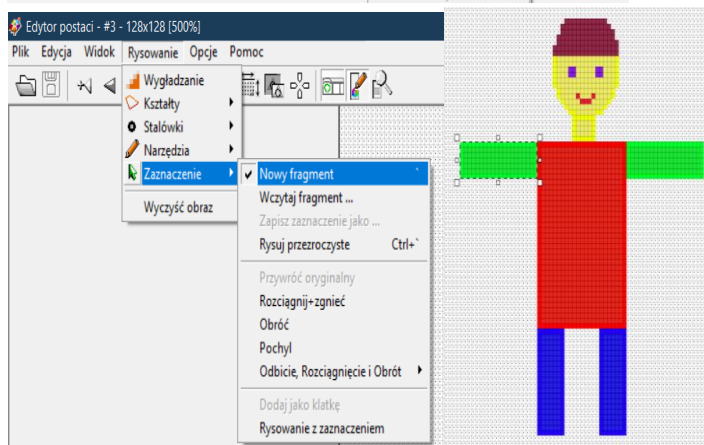 Edytor postaci - #3 - 128x128 [500%]
Plik Edycja Widok Rysowanie Opcje Pomoc
Wygładzanie
Kształty
Stalówki
Narzędzia
Zaznaczenie
Wyczyść obraz
Nowy fragment `
Wczytaj fragment ...
Zapisz zaznaczenie jako ...
Rysuj przezroczyste Ctrl+`
Przywróć oryginalny
Rozciągnij+zgnieć
Obróć
Pochyl
Odbicie, Rozciągnięcie i Obrót
Dodaj jako klatkę
Rysowanie z zaznaczeniem